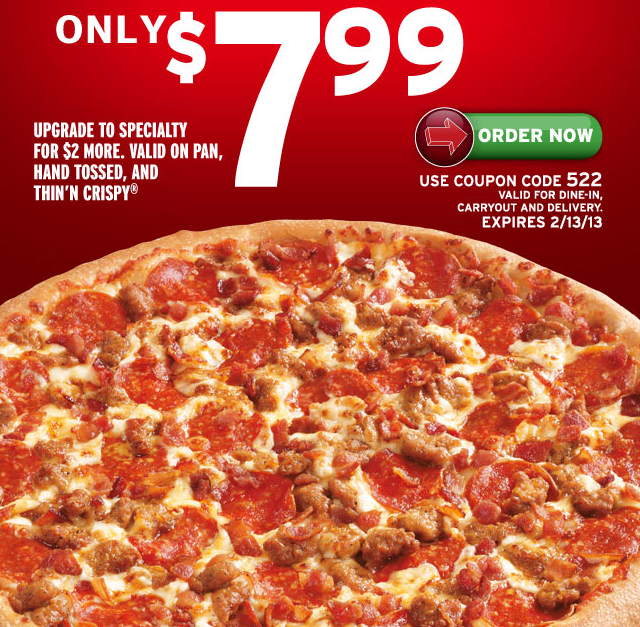 ONLY $7.99
UPGRADE TO SPECIALTY
FOR $2 MORE. VALID ON PAN,
HAND TOSSED, AND
THIN'N CRISPY®
ORDER NOW
USE COUPON CODE 522
VALID FOR DINE-IN,
CARRYOUT AND DELIVERY.
EXPIRES 2/13/13